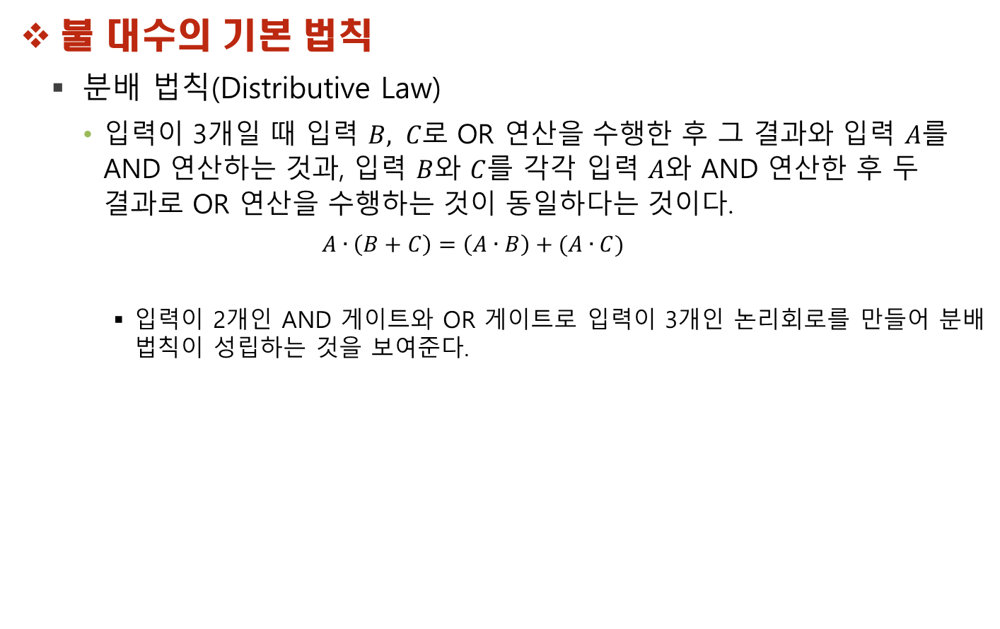 ❖ 불 대수의 기본 법칙
▪ 분배 법칙(Distributive Law)
• 입력이 3개일 때 입력 B, C로 OR 연산을 수행한 후 그 결과와 입력 A를
AND 연산하는 것과, 입력 B와 C를 각각 입력 A와 AND 연산한 후 두
결과로 OR 연산을 수행하는 것이 동일하다는 것이다.
A · (B + C) = (A · B) + (A · C)
▪ 입력이 2개인 AND 게이트와 OR 게이트로 입력이 3개인 논리회로를 만들어 분배
법칙이 성립하는 것을 보여준다.